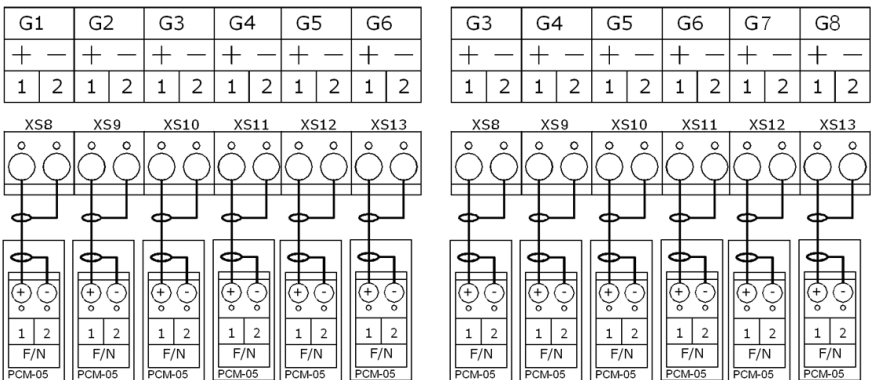 G1 G2 G3 G4 G5 G6 G3 G4 G5 G6 G7 G8
+ — + — + — + — + — + — + — + — + — + — + — + —
1 2 1 2 1 2 1 2 1 2 1 2 1 2 1 2 1 2 1 2 1 2 1 2
XS8 XS9 XS10 XS11 XS12 XS13 XS8 XS9 XS10 XS11 XS12 XS13
+ - + - + - + - + - + - + - + - + - + - + - + -
1 2 1 2 1 2 1 2 1 2 1 2 1 2 1 2 1 2 1 2 1 2 1 2
F/N F/N F/N F/N F/N F/N F/N F/N F/N F/N F/N F/N
PCM-05 PCM-05 PCM-05 PCM-05 PCM-05 PCM-05 PCM-05 PCM-05 PCM-05 PCM-05 PCM-05 PCM-05